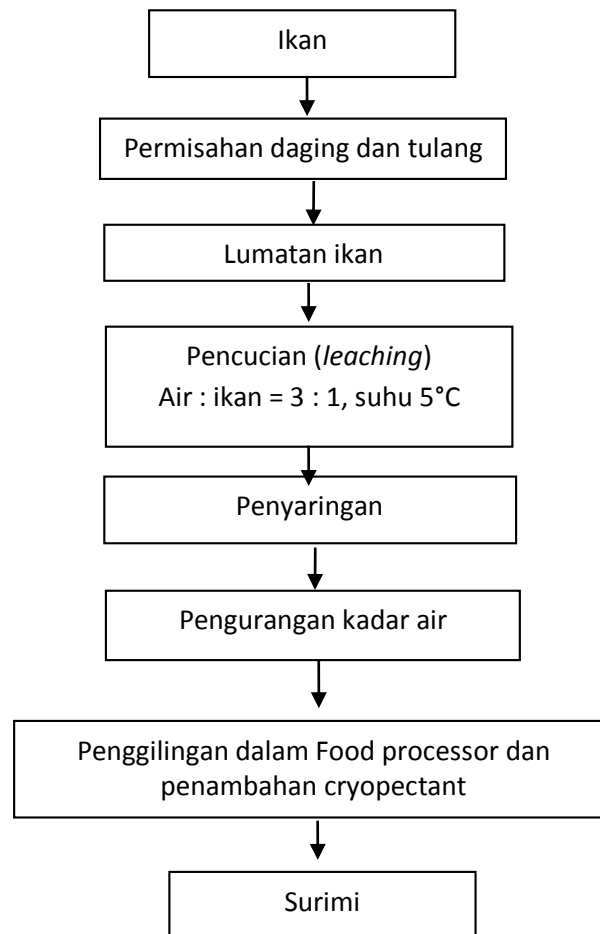 Ikan
Permisahan daging dan tulang
Lumatan ikan
Pencucian (leaching)
Air : ikan = 3 : 1, suhu 5°C
Penyaringan
Pengurangan kadar air
Penggilingan dalam Food processor dan
penambahan cryopectant
Surimi